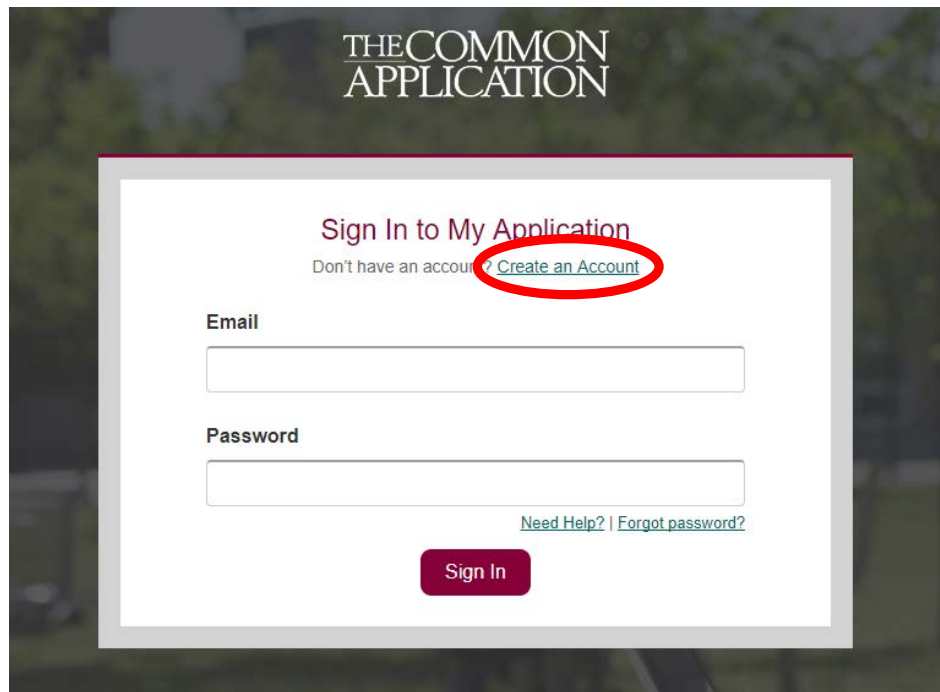 THE COMMON
APPLICATION
Sign In to My Application
Don't have an account? Create an Account
Email
Password
Need Help? | Forgot password?
Sign In